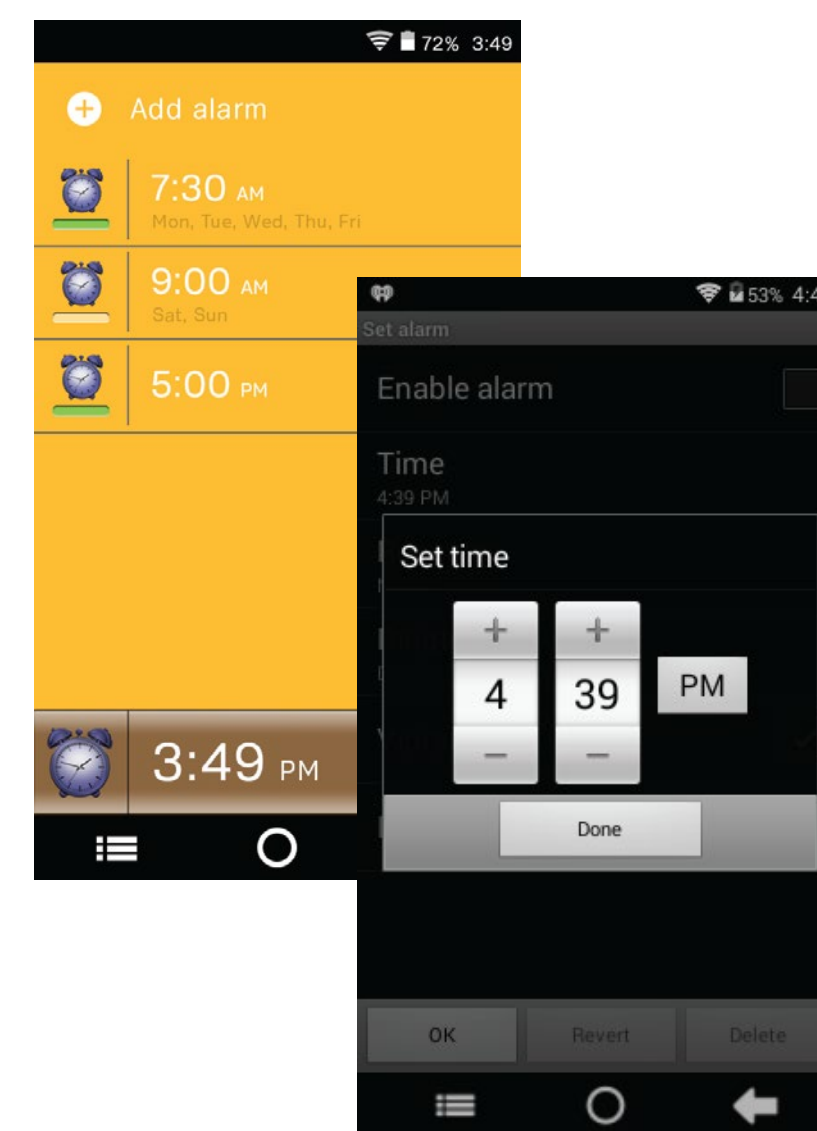 72% 3:49
Add alarm
7:30 AM
Mon, Tue, Wed, Thu, Fri
9:00 AM
Sat, Sun
5:00 PM
3:49 PM
53% 4:4
Set alarm
Enable alarm
Time
4:39 PM
Set time
+ +
4 39 PM
− −
Done
OK Revert Delete